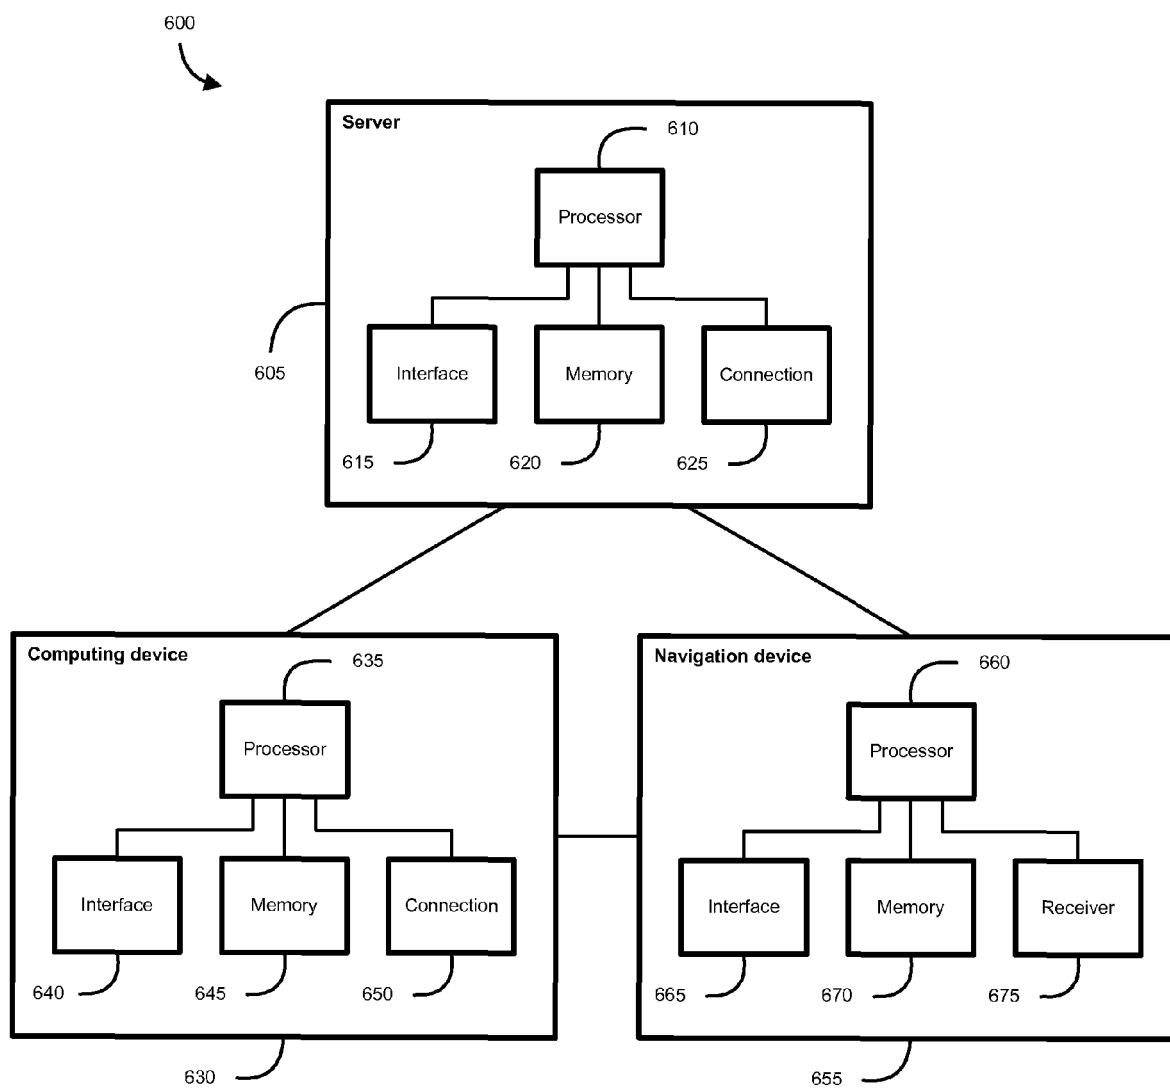 600
Server
610
Processor
605
Interface
Memory
Connection
615
620
625
Computing device
635
Processor
Interface
Memory
Connection
640
645
650
630
Navigation device
660
Processor
Interface
Memory
Receiver
665
670
675
655